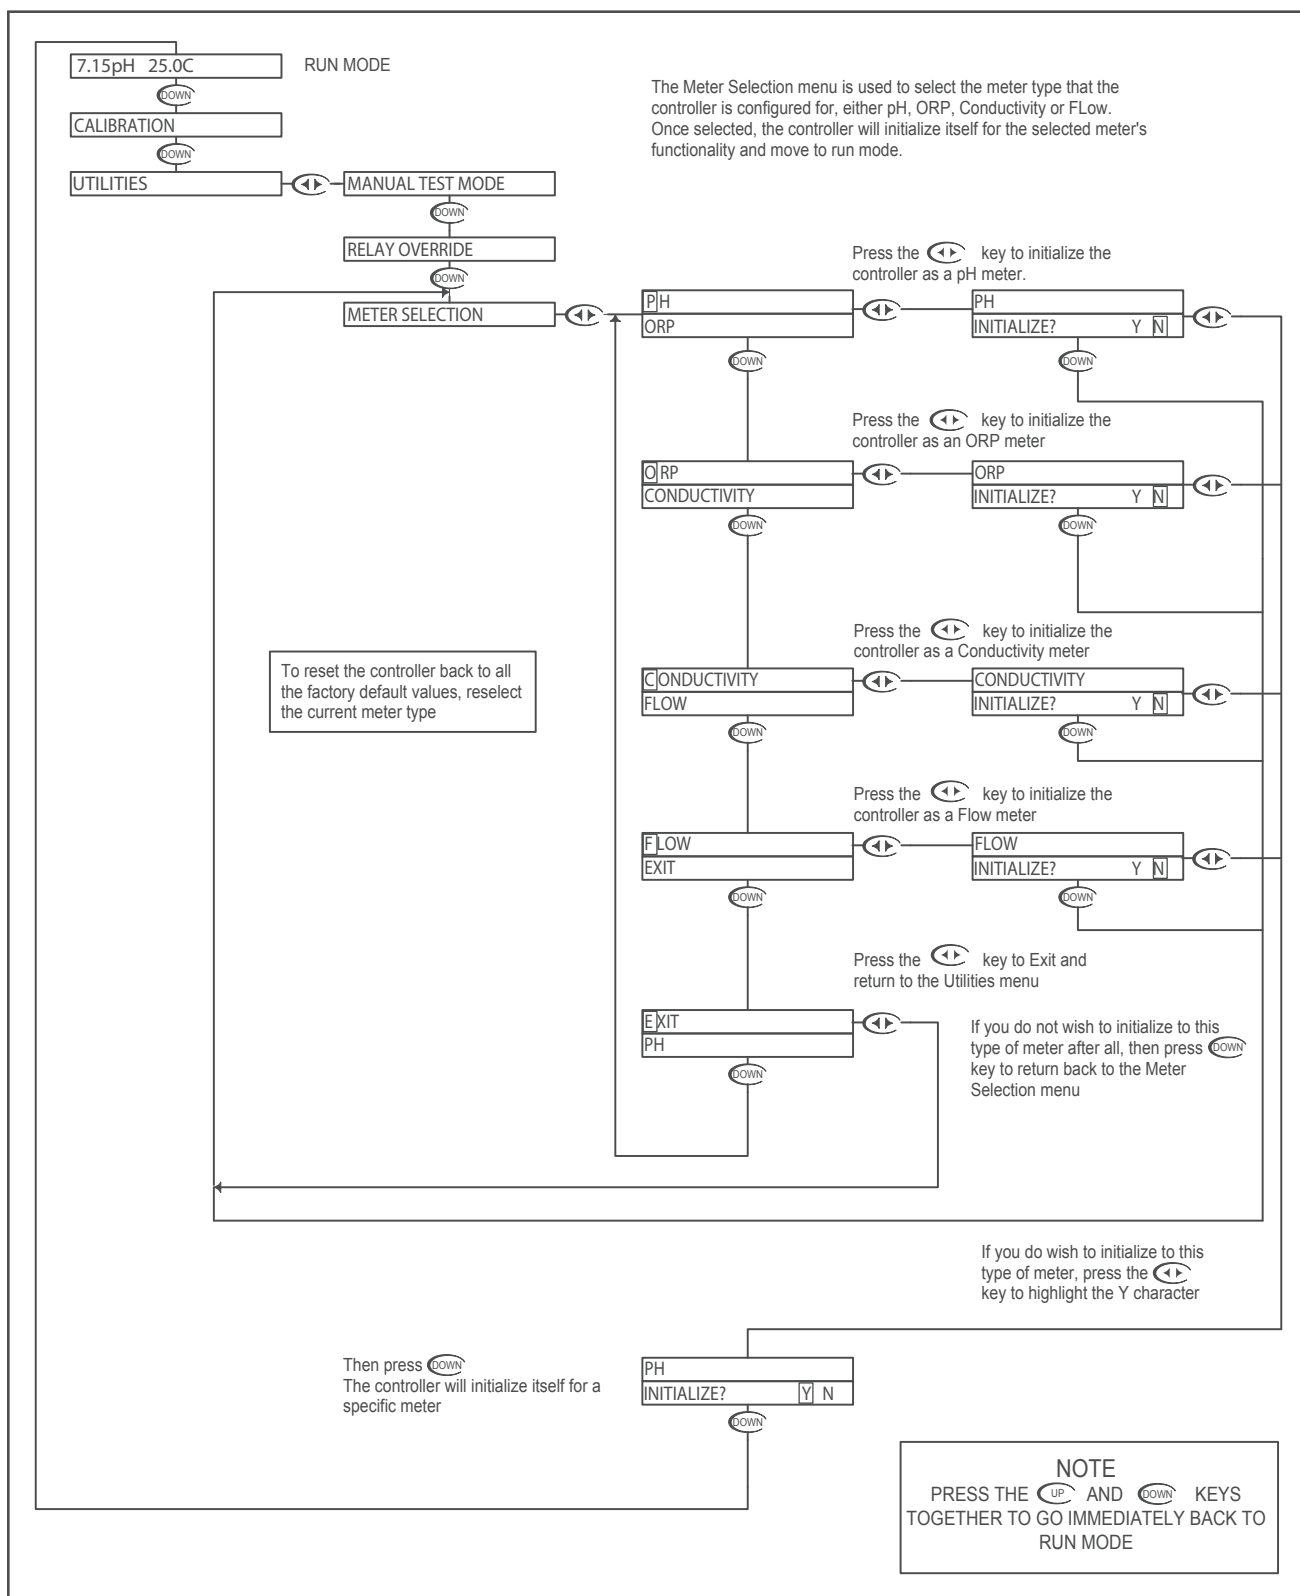 7.15pH 25.0C
RUN MODE
DOWN
CALIBRATION
DOWN
UTILITIES
MANUAL TEST MODE
DOWN
RELAY OVERRIDE
DOWN
METER SELECTION
The Meter Selection menu is used to select the meter type that the
controller is configured for, either pH, ORP, Conductivity or FLow.
Once selected, the controller will initialize itself for the selected meter's
functionality and move to run mode.
Press the key to initialize the
controller as a pH meter.
PH
ORP
DOWN
PH
INITIALIZE? Y N
DOWN
Press the key to initialize the
controller as an ORP meter
ORP
CONDUCTIVITY
DOWN
ORP
INITIALIZE? Y N
DOWN
To reset the controller back to all
the factory default values, reselect
the current meter type
Press the key to initialize the
controller as a Conductivity meter
CONDUCTIVITY
FLOW
DOWN
CONDUCTIVITY
INITIALIZE? Y N
DOWN
Press the key to initialize the
controller as a Flow meter
FLOW
EXIT
DOWN
FLOW
INITIALIZE? Y N
DOWN
Press the key to Exit and
return to the Utilities menu
EXIT
PH
DOWN
If you do not wish to initialize to this
type of meter after all, then press DOWN
key to return back to the Meter
Selection menu
If you do wish to initialize to this
type of meter, press the
key to highlight the Y character
Then press DOWN
The controller will initialize itself for a
specific meter
PH
INITIALIZE? Y N
DOWN
NOTE
PRESS THE UP AND DOWN KEYS
TOGETHER TO GO IMMEDIATELY BACK TO
RUN MODE